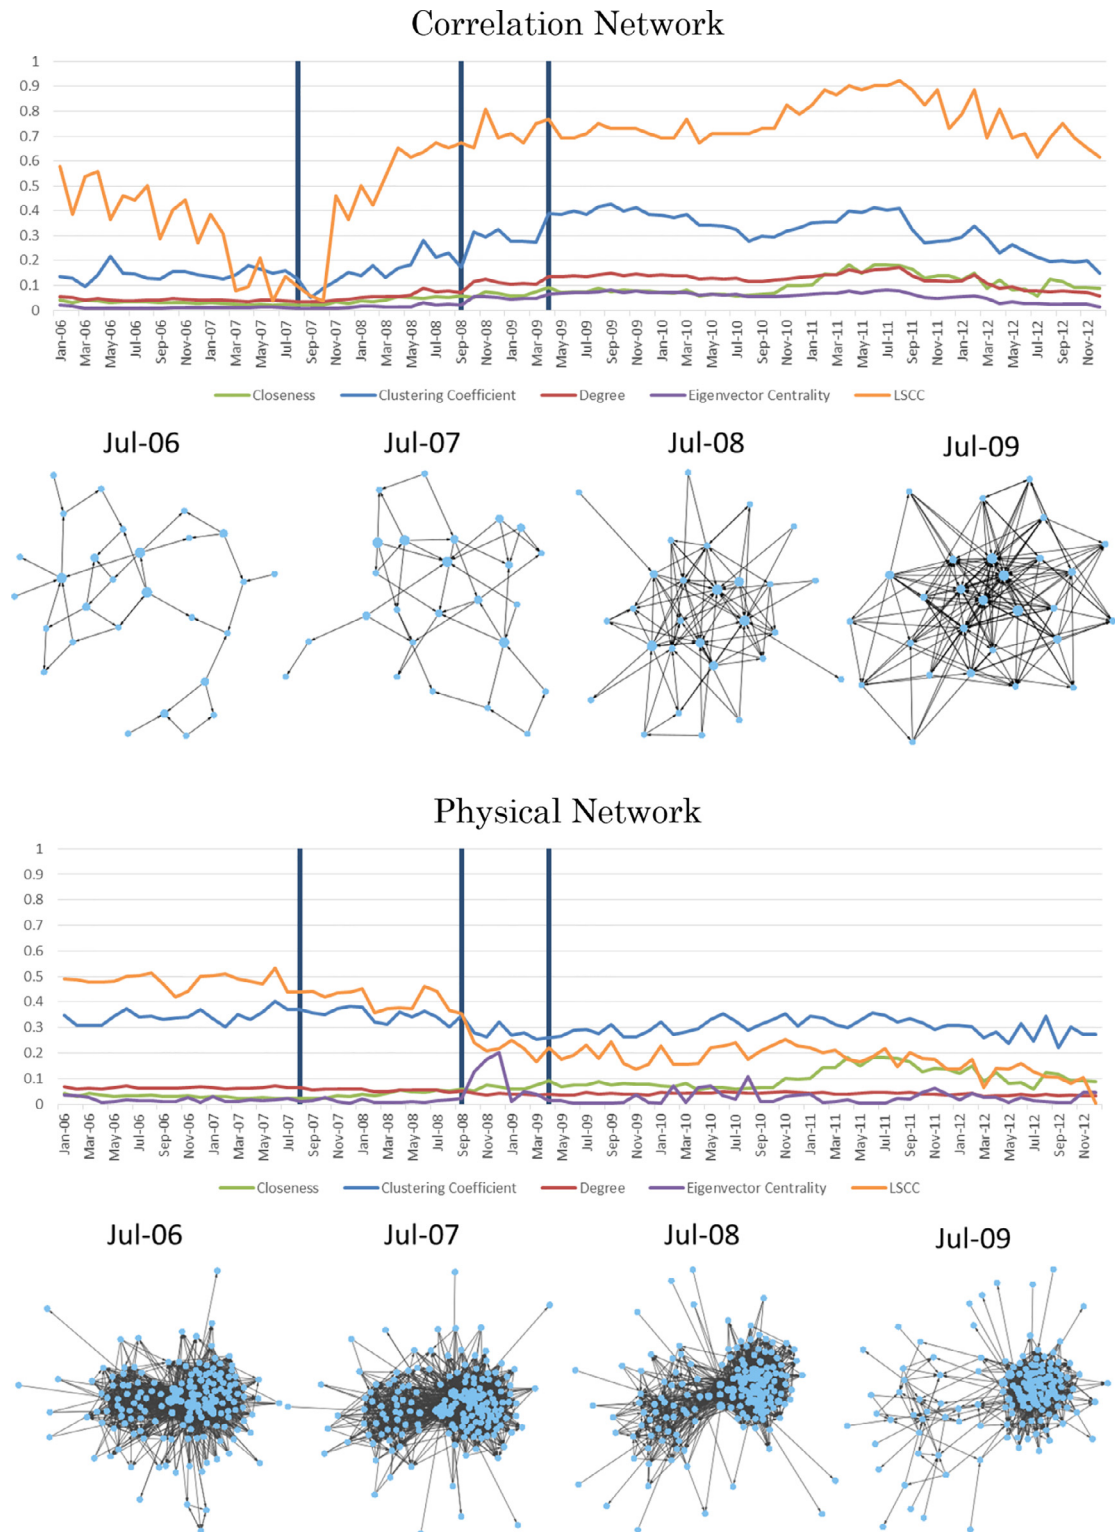 Correlation Network
1
0.9
0.8
0.7
0.6
0.5
0.4
0.3
0.2
0.1
0
Jan-06 Mar-06 May-06 Jul-06 Sep-06 Nov-06 Jan-07 Mar-07 May-07 Jul-07 Sep-07 Nov-07 Jan-08 Mar-08 May-08 Jul-08 Sep-08 Nov-08 Jan-09 Mar-09 May-09 Jul-09 Sep-09 Nov-09 Jan-10 Mar-10 May-10 Jul-10 Sep-10 Nov-10 Jan-11 Mar-11 May-11 Jul-11 Sep-11 Nov-11 Jan-12 Mar-12 May-12 Jul-12 Sep-12 Nov-12
Closeness Clustering Coefficient Degree Eigenvector Centrality LSCC
Jul-06 Jul-07 Jul-08 Jul-09
Physical Network
1
0.9
0.8
0.7
0.6
0.5
0.4
0.3
0.2
0.1
0
Jan-06 Mar-06 May-06 Jul-06 Sep-06 Nov-06 Jan-07 Mar-07 May-07 Jul-07 Sep-07 Nov-07 Jan-08 Mar-08 May-08 Jul-08 Sep-08 Nov-08 Jan-09 Mar-09 May-09 Jul-09 Sep-09 Nov-09 Jan-10 Mar-10 May-10 Jul-10 Sep-10 Nov-10 Jan-11 Mar-11 May-11 Jul-11 Sep-11 Nov-11 Jan-12 Mar-12 May-12 Jul-12 Sep-12 Nov-12
Closeness Clustering Coefficient Degree Eigenvector Centrality LSCC
Jul-06 Jul-07 Jul-08 Jul-09